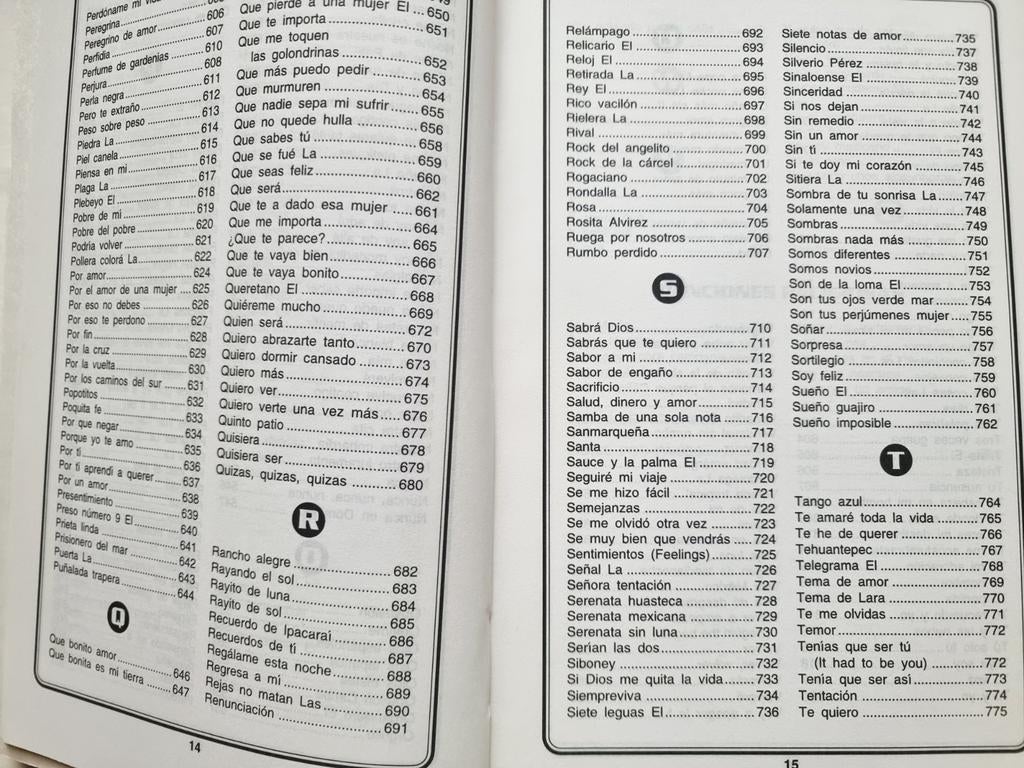 Perdóname mi vida
Peregrina 606
Peregrino de amor 607
Perfidia 610
Perfume de gardenias 608
Perjura 611
Perla negra 612
Pero te extraño 613
Peso sobre peso 614
Piedra La 615
Piel canela 616
Piensa en mi 617
Plaga La 618
Plebeyo El 619
Pobre de mi 620
Pobre del pobre 621
Podria volver 622
Pollera colorá La 624
Por amor 625
Por el amor de una mujer 626
Por eso no debes 627
Por eso te perdono 628
Por fin 629
Por la cruz 630
Por la vuelta 631
Por los caminos del sur 632
Popotitos 633
Poquita fe 634
Por que negar 635
Porque yo te amo 636
Por ti 637
Por ti aprendi a querer 638
Por un amor 639
Presentimiento 640
Preso número 9 El 641
Prieta linda 642
Prisionero del mar 643
Puerta La 644
Puñalada trapera
Q
Que bonito amor 646
Que bonita es mi tierra 647
Que pierde a una mujer El 650
Que te importa 651
Que me toquen
las golondrinas 652
Que más puedo pedir 653
Que murmuren 654
Que nadie sepa mi sufrir 655
Que no quede hulla 656
Que sabes tú 658
Que se fué La 659
Que seas feliz 660
Que será 662
Que te a dado esa mujer 661
Que me importa 664
¿Que te parece? 665
Que te vaya bien 666
Que te vaya bonito 667
Queretano El 668
Quiéreme mucho 669
Quien será 672
Quiero abrazarte tanto 670
Quiero dormir cansado 673
Quiero más 674
Quiero ver 675
Quiero verte una vez más 676
Quinto patio 677
Quisiera 678
Quisiera ser 679
Quizas, quizas, quizas 680
R
Rancho alegre 682
Rayando el sol 683
Rayito de luna 684
Rayito de sol 685
Recuerdo de Ipacaraí 686
Recuerdos de tí 687
Regálame esta noche 688
Regresa a mí 689
Rejas no matan Las 690
Renunciación 691
14
Relámpago 692
Relicario El 693
Reloj El 694
Retirada La 695
Rey El 696
Rico vacilón 697
Rielera La 698
Rival 699
Rock del angelito 700
Rock de la cárcel 701
Rogaciano 702
Rondalla La 703
Rosa 704
Rosita Alvirez 705
Ruega por nosotros 706
Rumbo perdido 707
S
Sabrá Dios 710
Sabrás que te quiero 711
Sabor a mi 712
Sabor de engaño 713
Sacrificio 714
Salud, dinero y amor 715
Samba de una sola nota 716
Sanmarqueña 717
Santa 718
Sauce y la palma El 719
Seguiré mi viaje 720
Se me hizo fácil 721
Semejanzas 722
Se me olvidó otra vez 723
Se muy bien que vendrás 724
Sentimientos (Feelings) 725
Señal La 726
Señora tentación 727
Serenata huasteca 728
Serenata mexicana 729
Serenata sin luna 730
Serían las dos 731
Siboney 732
Si Dios me quita la vida 733
Siempreviva 734
Siete leguas El 736
Siete notas de amor 735
Silencio 737
Silverio Pérez 738
Sinaloense El 739
Sinceridad 740
Si nos dejan 741
Sin remedio 742
Sin un amor 744
Sin tí 743
Si te doy mi corazón 745
Sitiera La 746
Sombra de tu sonrisa La 747
Solamente una vez 748
Sombras 749
Sombras nada más 750
Somos diferentes 751
Somos novios 752
Son de la loma El 753
Son tus ojos verde mar 754
Son tus perjúmenes mujer 755
Soñar 756
Sorpresa 757
Sortilegio 758
Soy feliz 759
Sueño El 760
Sueño guajiro 761
Sueño imposible 762
T
Tango azul 764
Te amaré toda la vida 765
Te he de querer 766
Tehuantepec 767
Telegrama El 768
Tema de amor 769
Tema de Lara 770
Te me olvidas 771
Temor 772
Tenías que ser tú
(It had to be you) 772
Tenía que ser así 773
Tentación 774
Te quiero 775
15